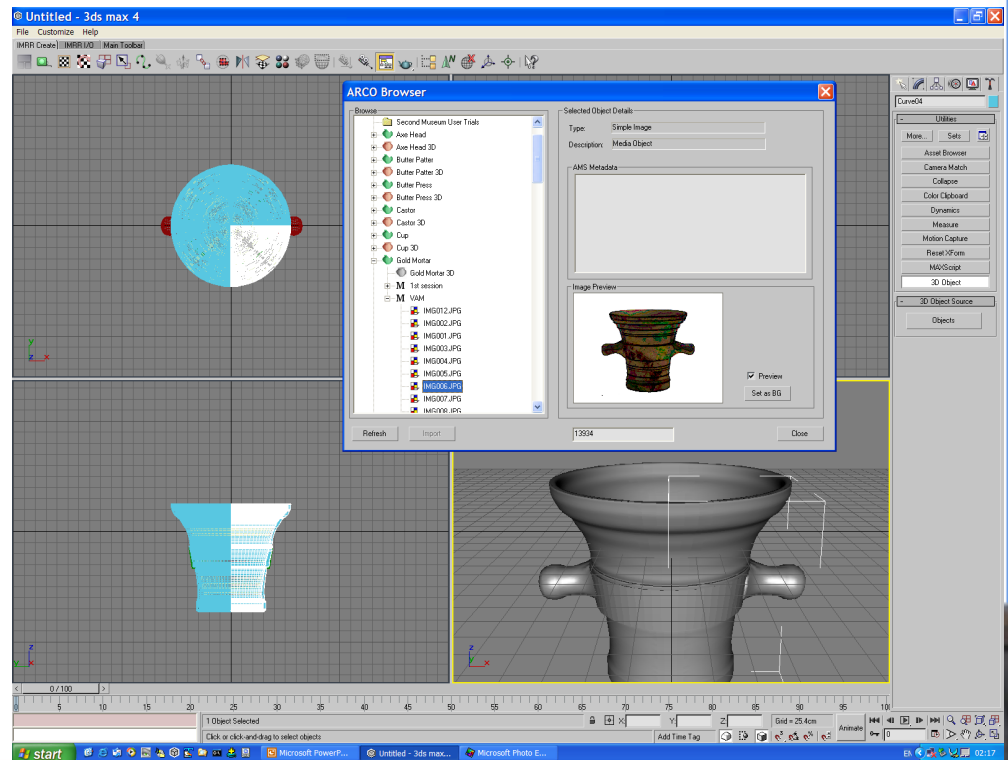 Untitled - 3ds max 4
File Customize Help
IMRR Create IMRR I/O Main Toolbar
ARCO Browser
Browse
Second Museum User Trials
Axe Head
Axe Head 3D
Butter Patter
Butter Patter 3D
Butter Press
Butter Press 3D
Castor
Castor 3D
Cup
Cup 3D
Gold Mortar
Gold Mortar 3D
M 1st session
M VAM
IMG012.JPG
IMG002.JPG
IMG001.JPG
IMG003.JPG
IMG004.JPG
IMG005.JPG
IMG006.JPG
IMG007.JPG
IMG008.JPG
Refresh Import
Selected Object Details
Type: Simple Image
Description: Media Object
AMS Metadata
Image Preview
Preview
Set as BG
13934
Close
Curve04
- Utilities
More... Sets
Asset Browser
Camera Match
Collapse
Color Clipboard
Dynamics
Measure
Motion Capture
Reset XForm
MAXScript
3D Object
- 3D Object Source
Objects
y
z x
z
y x
z
y x
< 0 / 100 >
0 5 10 15 20 25 30 35 40 45 50 55 60 65 70 75 80 85 90 95 100
1 Object Selected
X: Y: Z: Grid = 25.4cm
Click or click-and-drag to select objects
Add Time Tag
Animate
0
start
Microsoft PowerP...
Untitled - 3ds max...
Microsoft Photo E...
EN
02:17